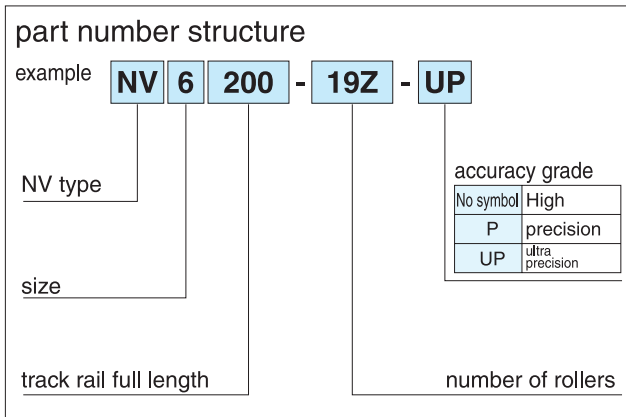 part number structure
example NV 6 200 - 19Z - UP
NV type
size
track rail full length
accuracy grade
No symbol High
P precision
UP ultra precision
number of rollers